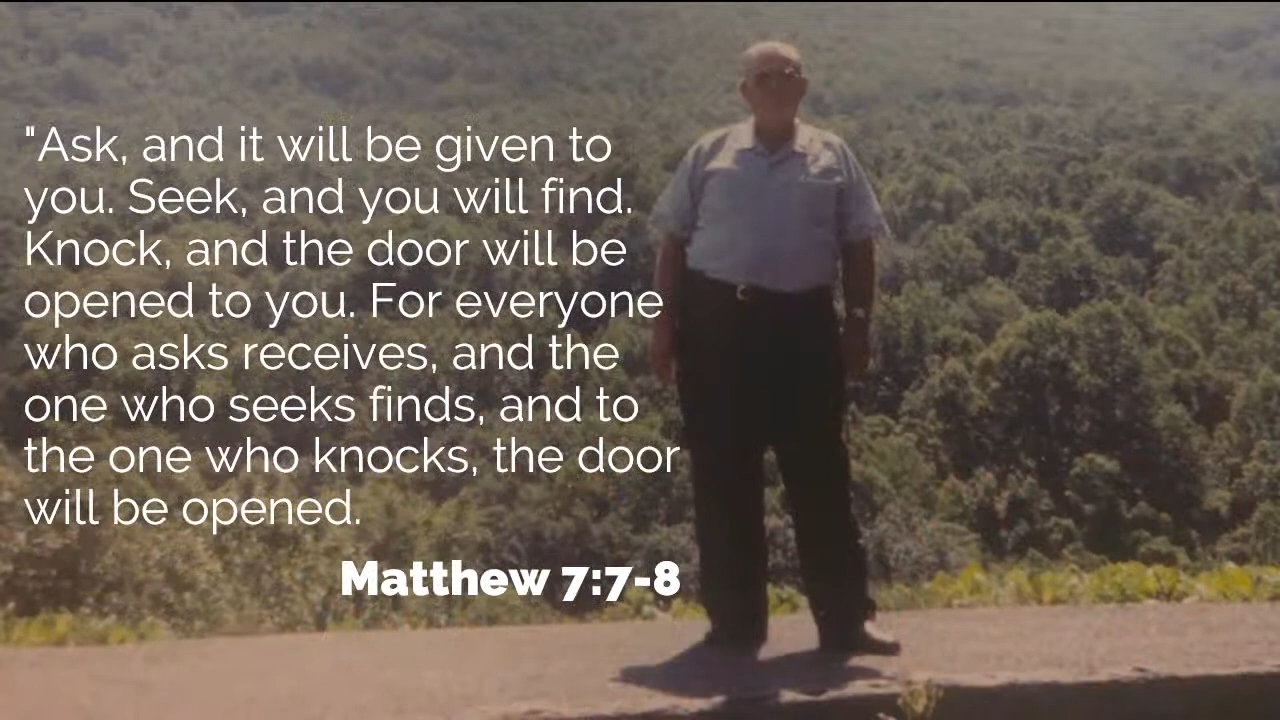 "Ask, and it will be given to
you. Seek, and you will find.
Knock, and the door will be
opened to you. For everyone
who asks receives, and the
one who seeks finds, and to
the one who knocks, the door
will be opened.
Matthew 7:7-8